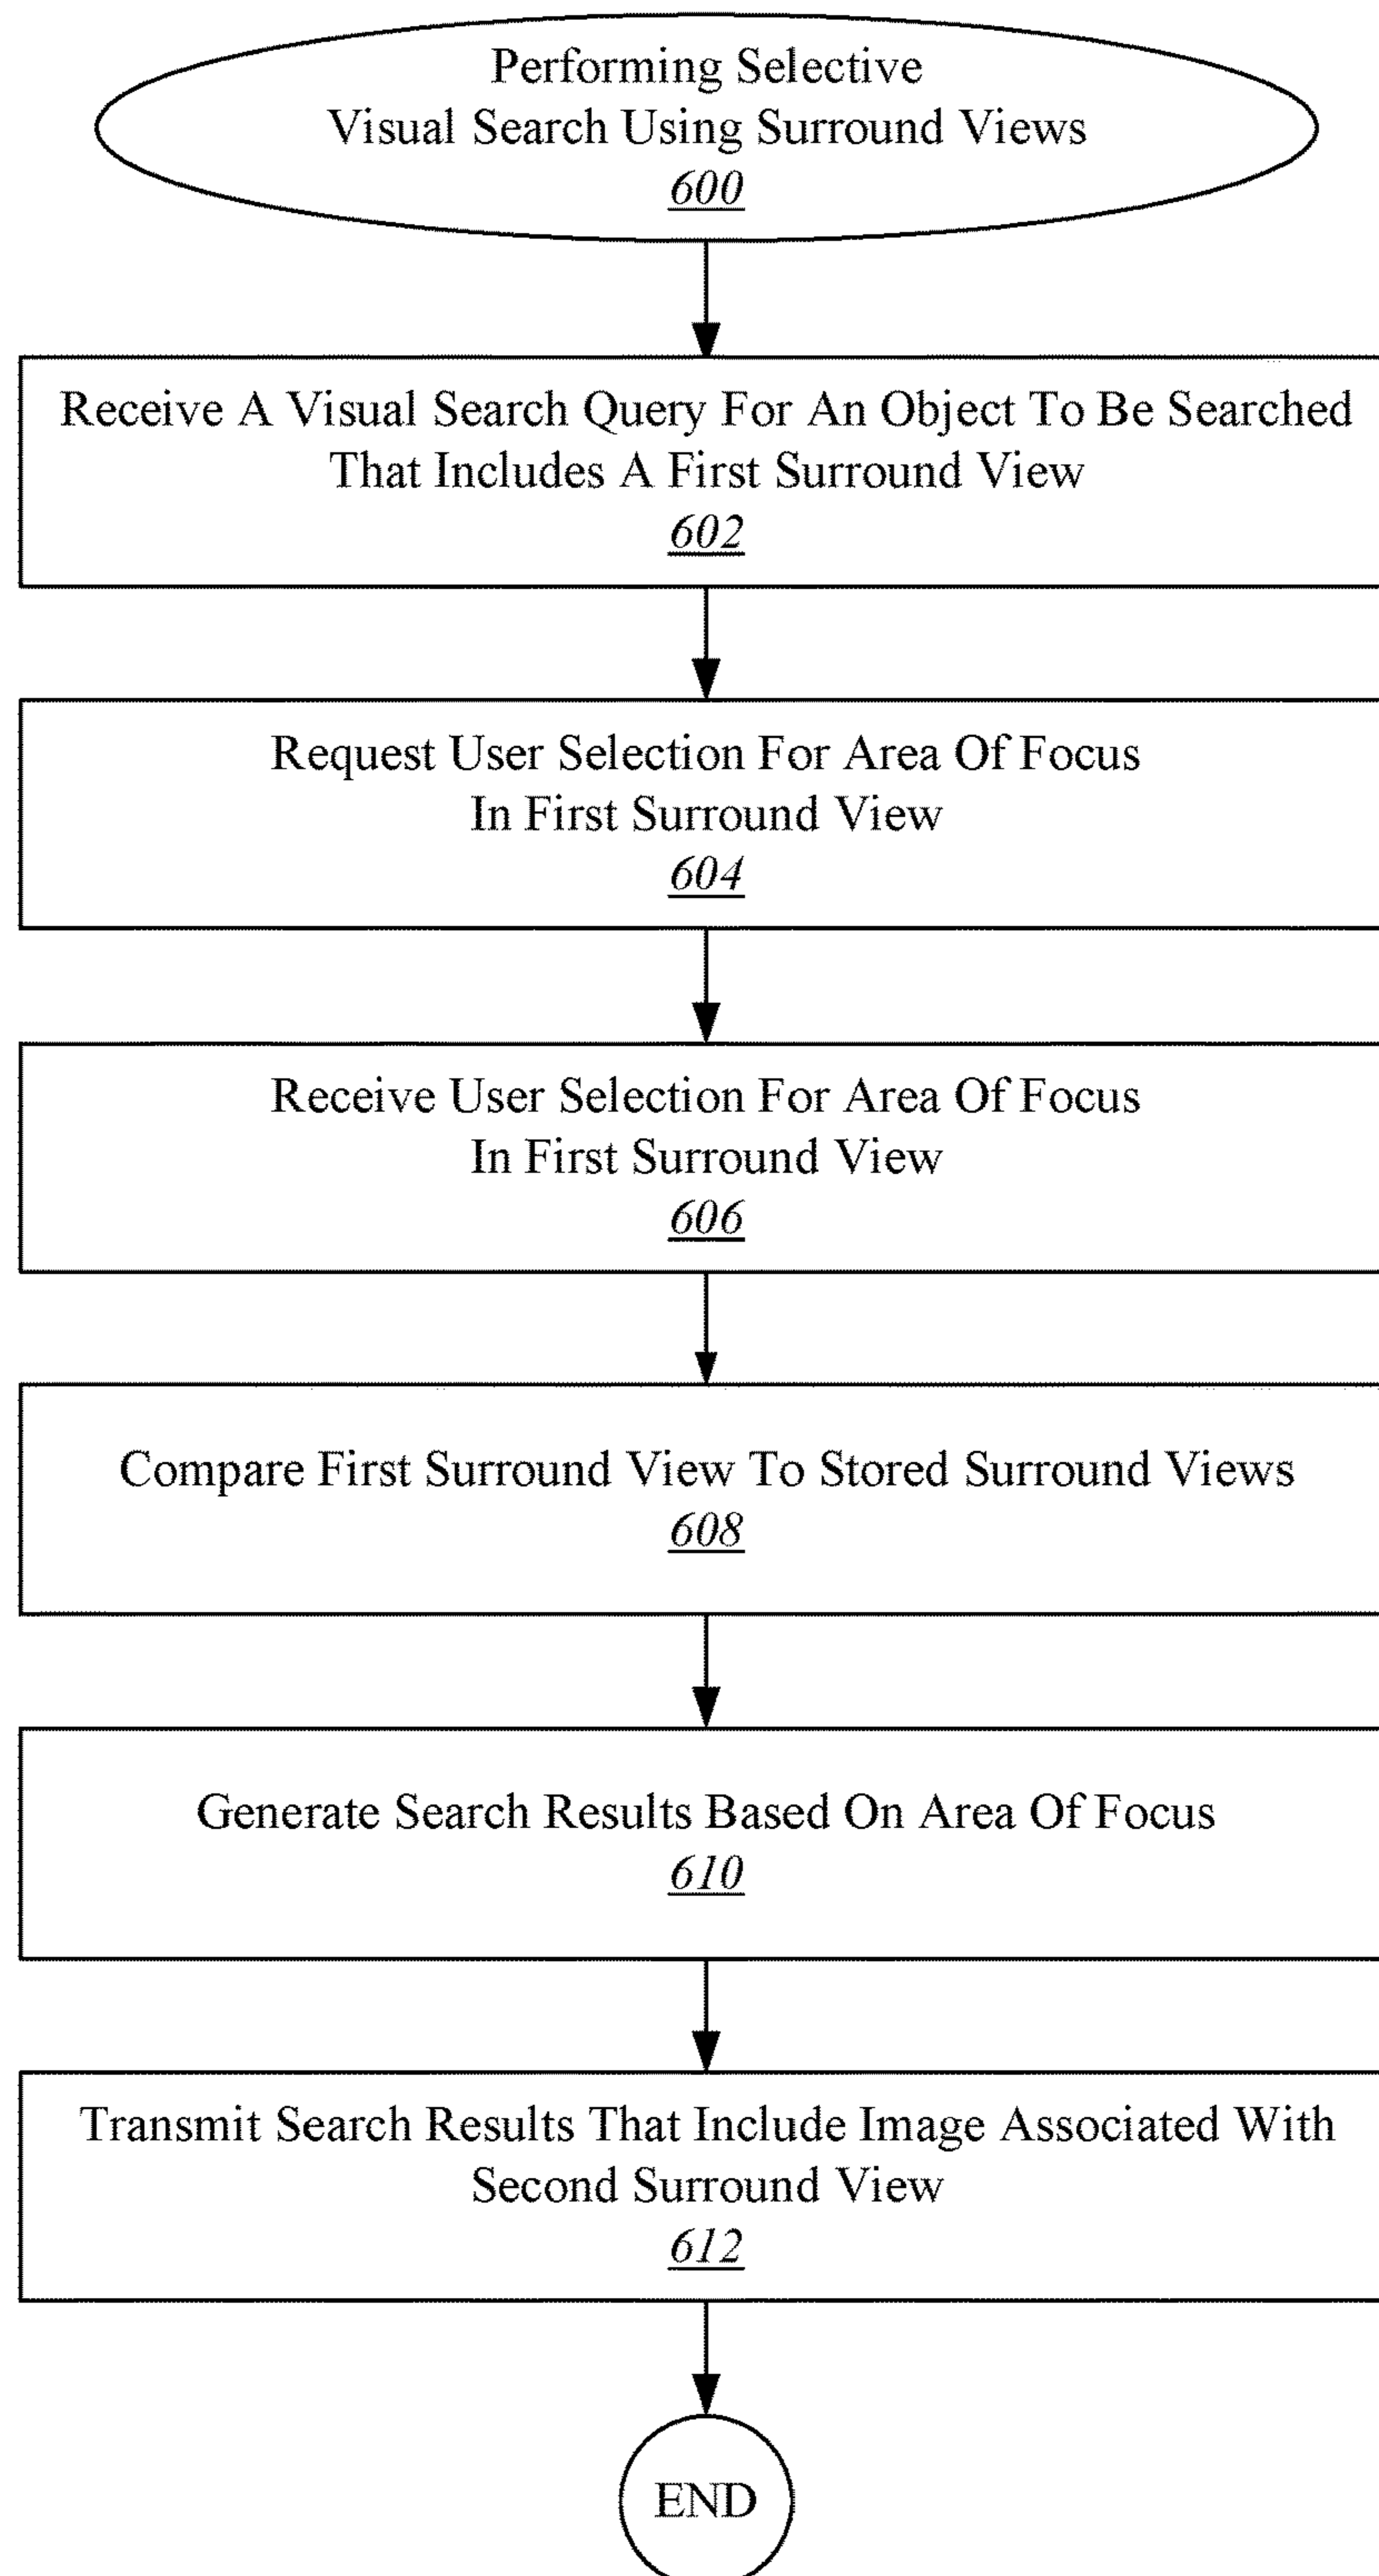 Performing Selective
Visual Search Using Surround Views
600
Receive A Visual Search Query For An Object To Be Searched
That Includes A First Surround View
602
Request User Selection For Area Of Focus
In First Surround View
604
Receive User Selection For Area Of Focus
In First Surround View
606
Compare First Surround View To Stored Surround Views
608
Generate Search Results Based On Area Of Focus
610
Transmit Search Results That Include Image Associated With
Second Surround View
612
END